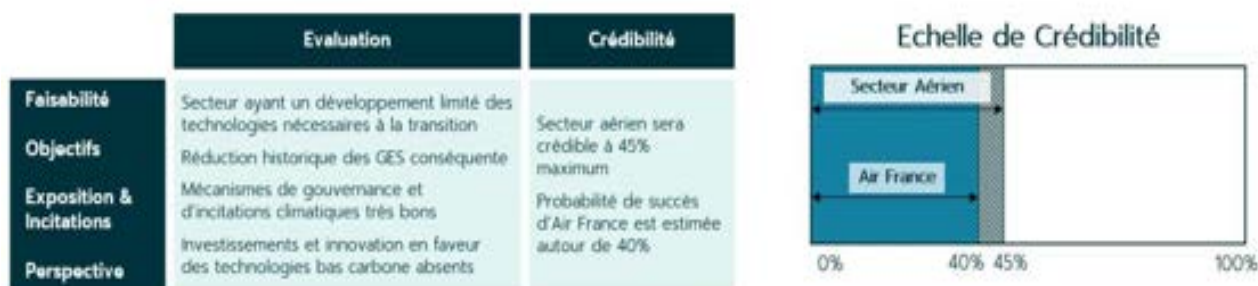 Evaluation
Crédibilité
Faisabilité
Objectifs
Exposition &
Incitations
Perspective
Secteur ayant un développement limité des
technologies nécessaires à la transition
Réduction historique des GES conséquente
Mécanismes de gouvernance et
d'incitations climatiques très bons
Investissements et innovation en faveur
des technologies bas carbone absents
Secteur aérien sera
crédible à 45%
maximum
Probabilité de succès
d'Air France est estimée
autour de 40%
Echelle de Crédibilité
Secteur Aérien
Air France
0%
40%
45%
100%